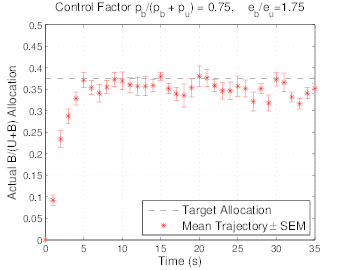 Control Factor p_b/(p_b + p_u) = 0.75, e_b/e_u=1.75
0.5
0.45
0.4
0.35
0.3
0.25
0.2
0.15
0.1
0.05
0
Actual B/(U+B) Allocation
Target Allocation
Mean Trajectory± SEM
0 5 10 15 20 25 30 35
Time (s)